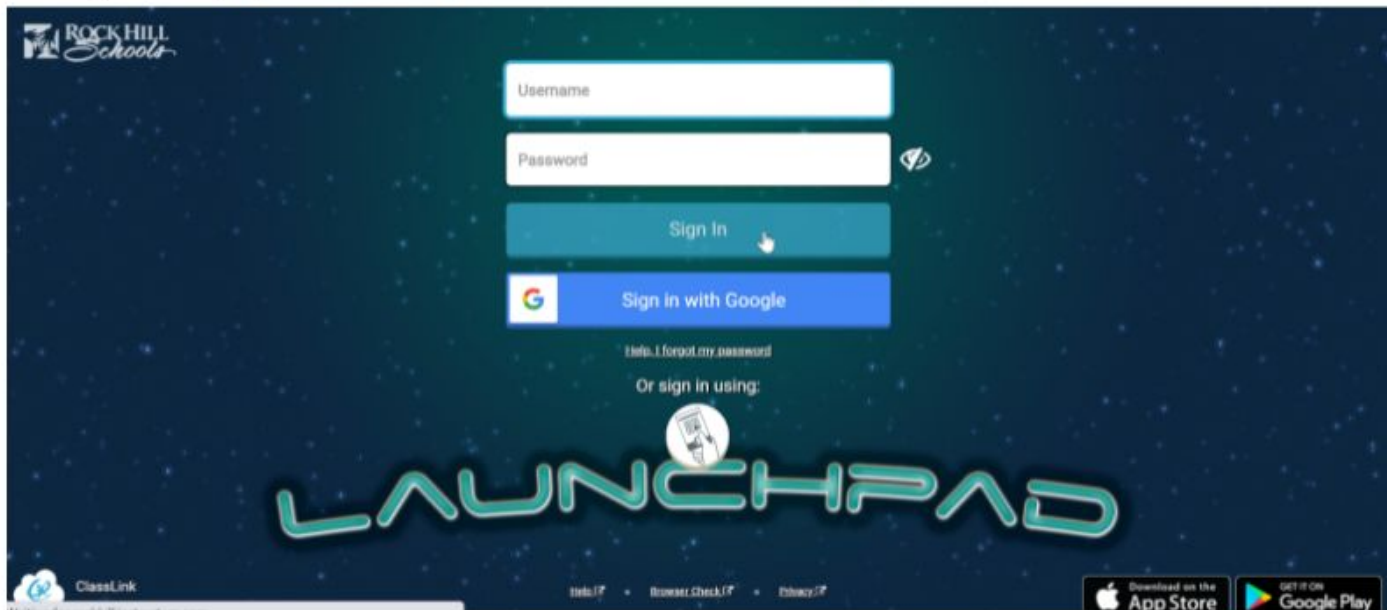 ROCK HILL
Schools
Username
Password
Sign In
G Sign in with Google
Help, I forgot my password
Or sign in using:
LAUNCHPAD
ClassLink
Help
Browser Check
Privacy
Download on the
App Store
GET IT ON
Google Play